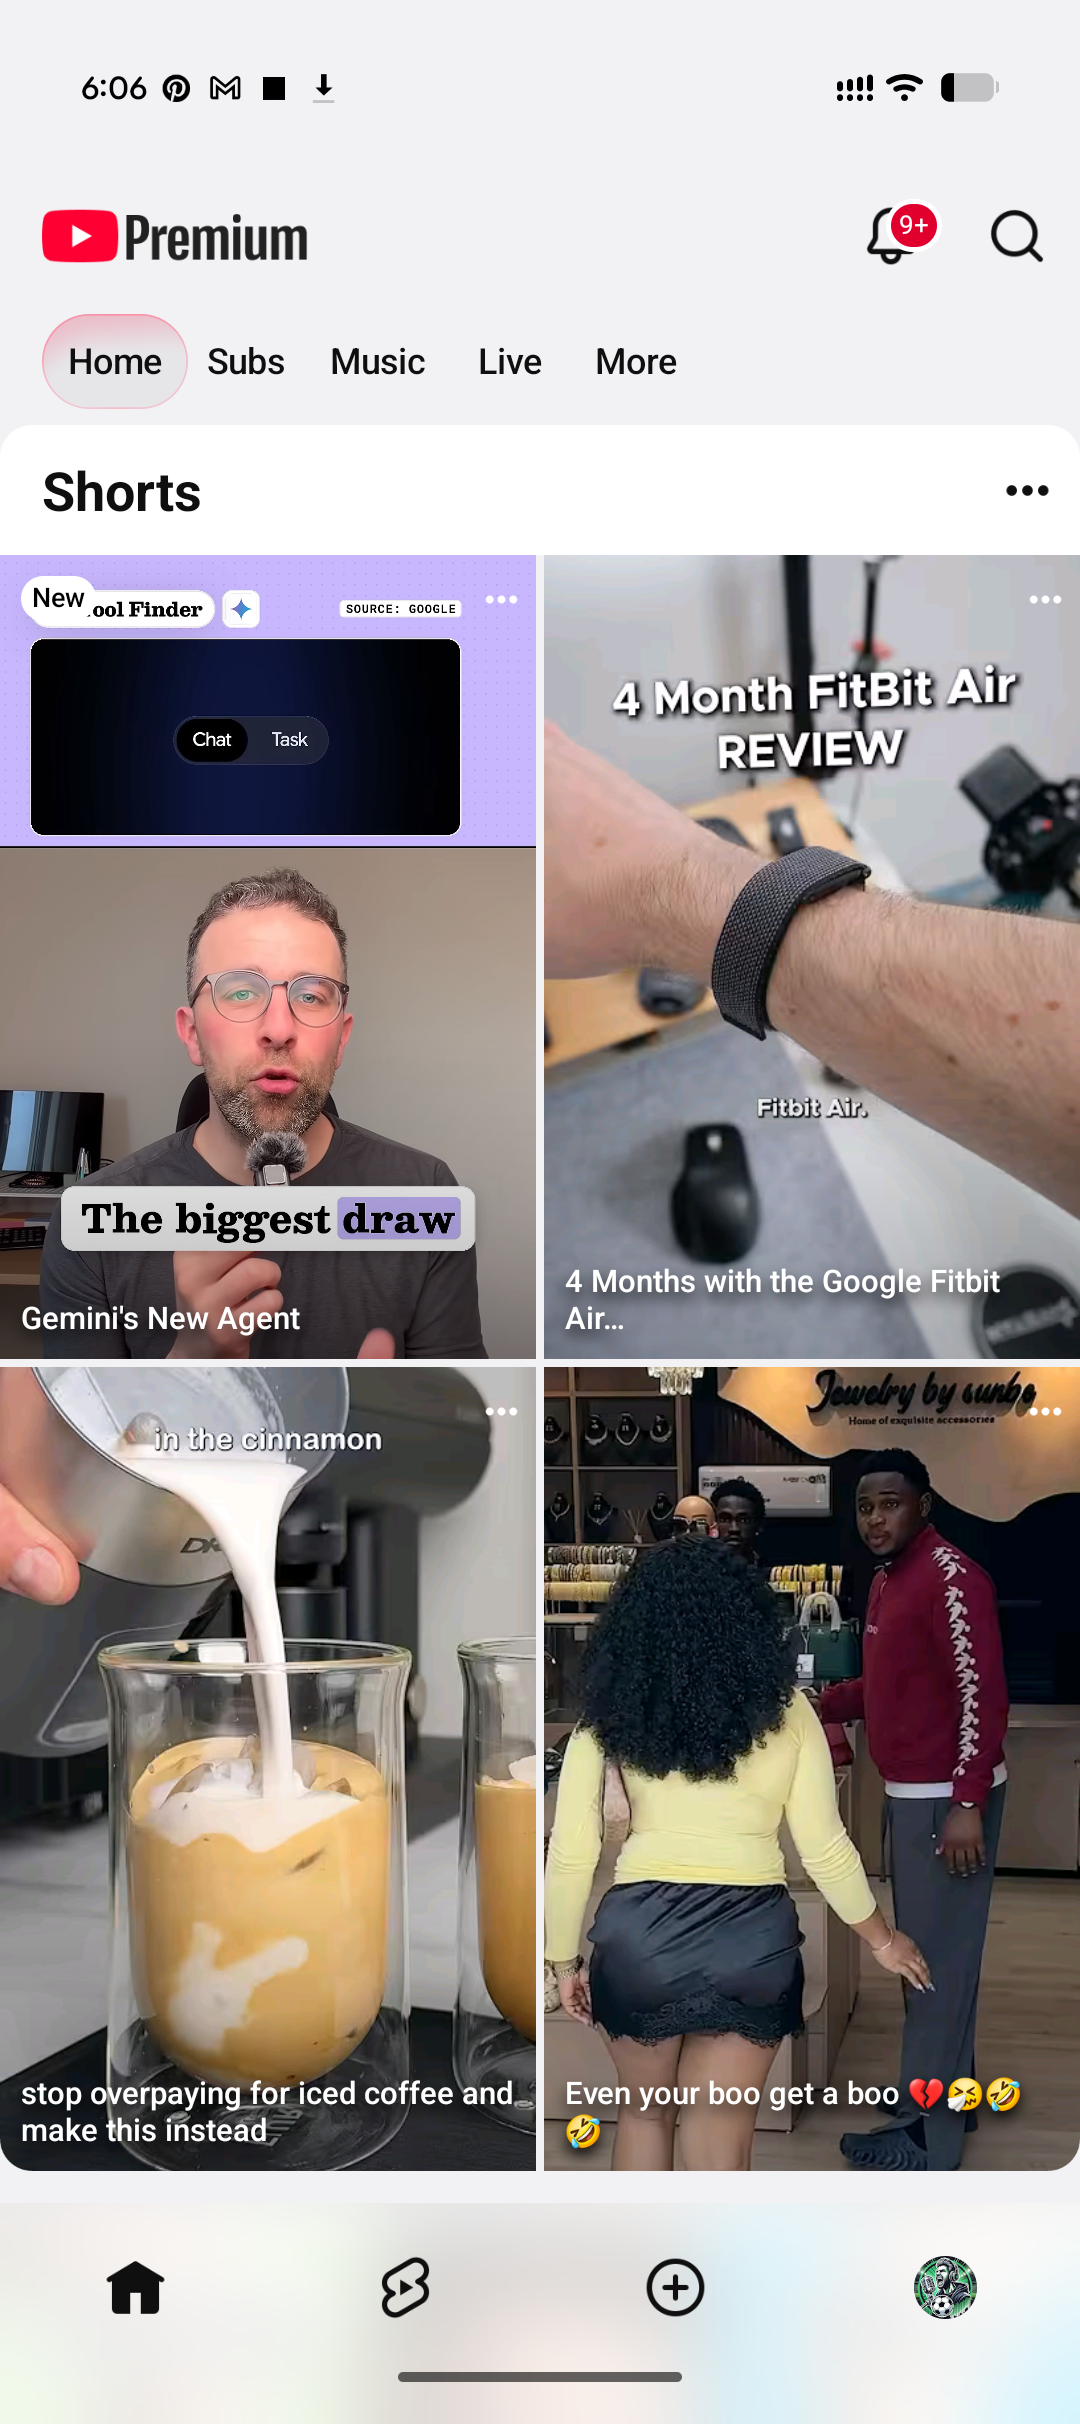 6:06
Premium
9+
Home Subs Music Live More
Shorts
New
ool Finder
SOURCE: GOOGLE
Chat Task
The biggest draw
Gemini's New Agent
4 Month FitBit Air
REVIEW
Fitbit Air.
4 Months with the Google Fitbit
Air...
in the cinnamon
stop overpaying for iced coffee and
make this instead
Jewelry by sunbo
Home of exquisite accessories
Even your boo get a boo 💔🤧🤣
🤣